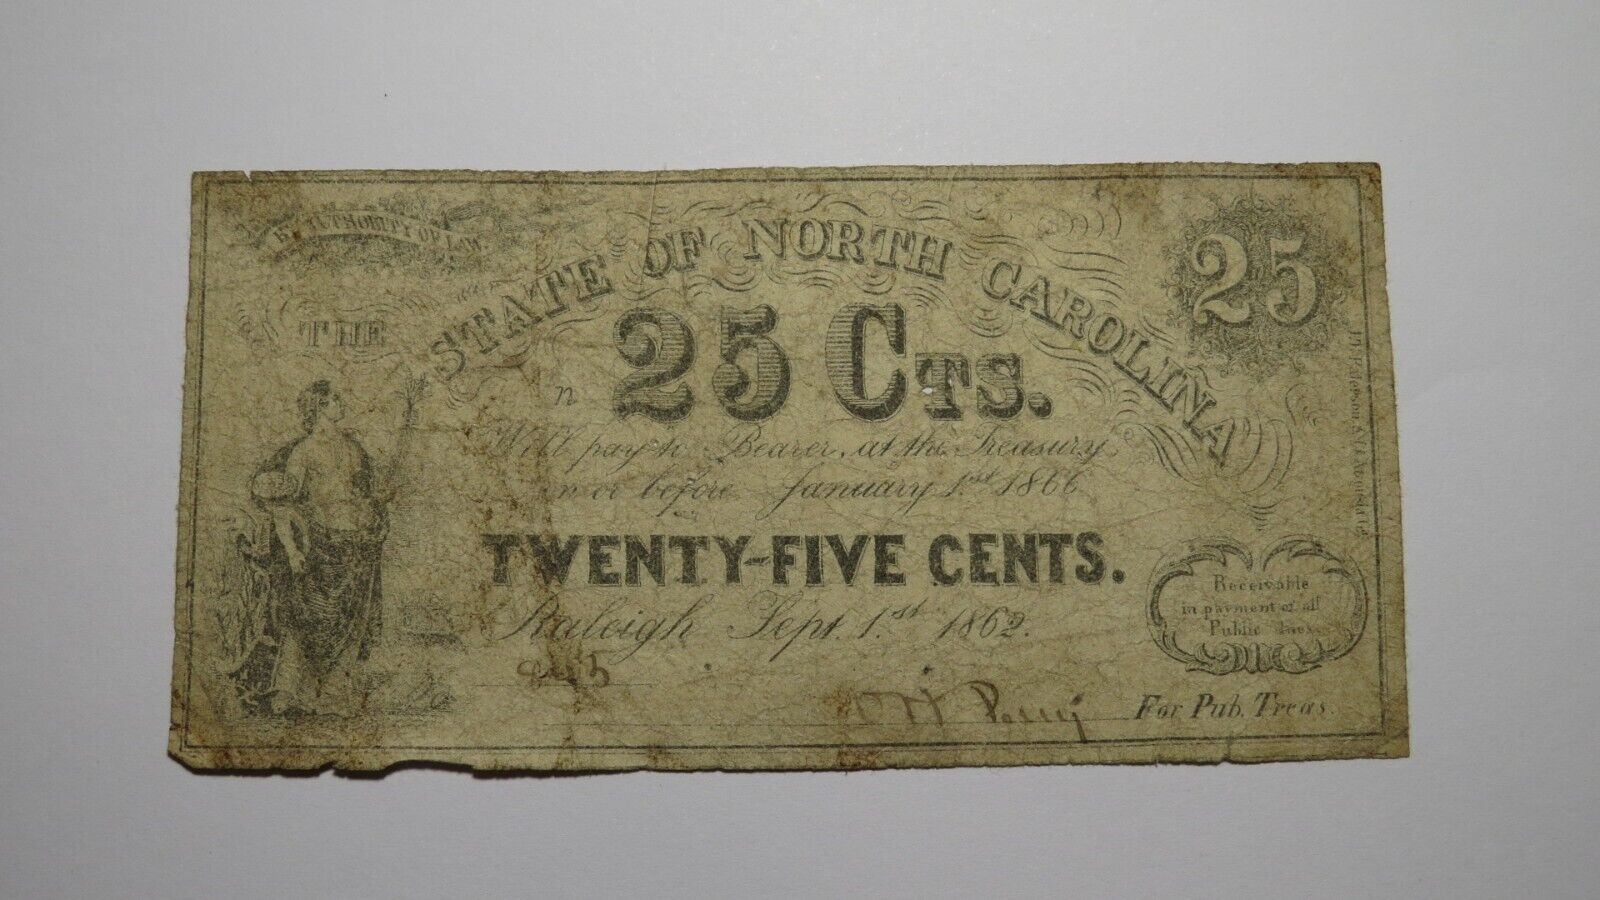 BY AUTHORITY OF LAW
THE
STATE OF NORTH CAROLINA
25
n
25 CTS.
Will pay to Bearer, at the Treasury
on or before January 1st 1866
TWENTY-FIVE CENTS.
Raleigh Sept. 1st 1862.
Receivable
in payment of all
Public dues
Perry
For Pub. Treas.